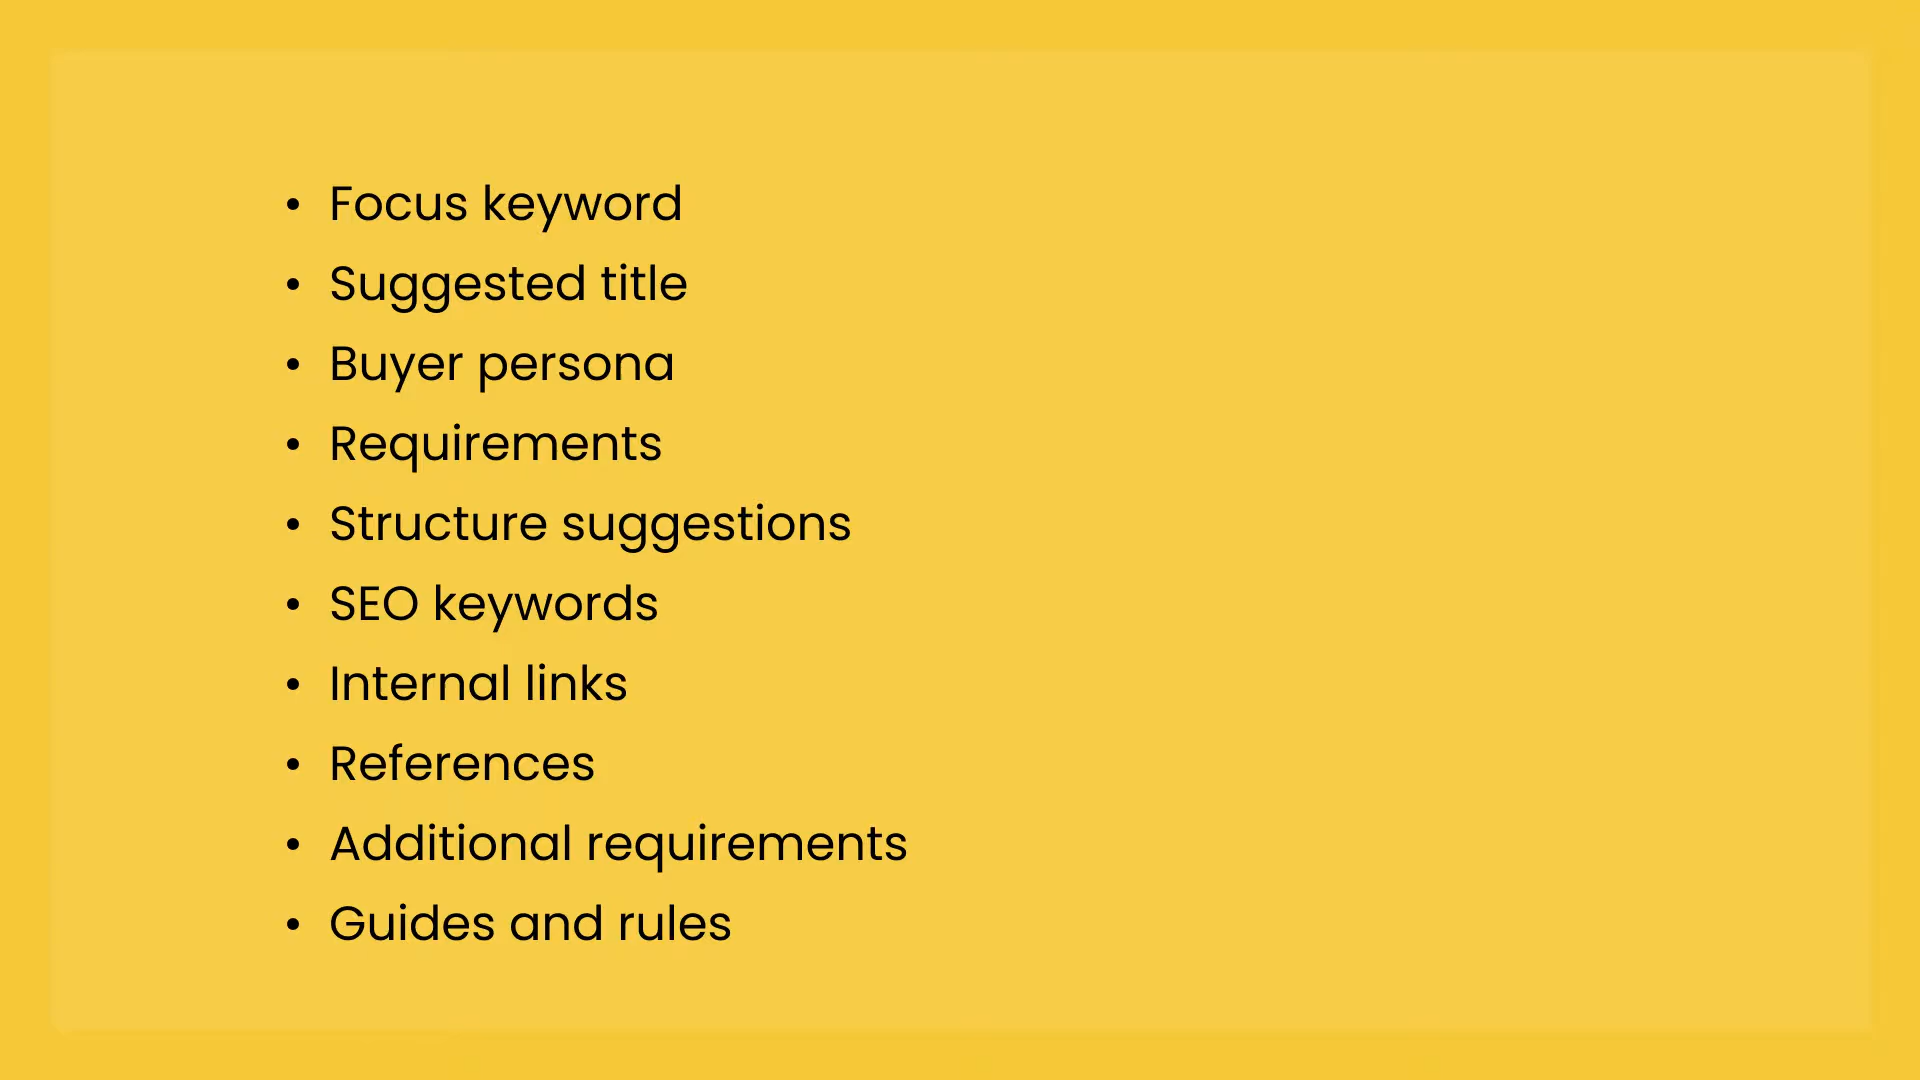 • Focus keyword
• Suggested title
• Buyer persona
• Requirements
• Structure suggestions
• SEO keywords
• Internal links
• References
• Additional requirements
• Guides and rules